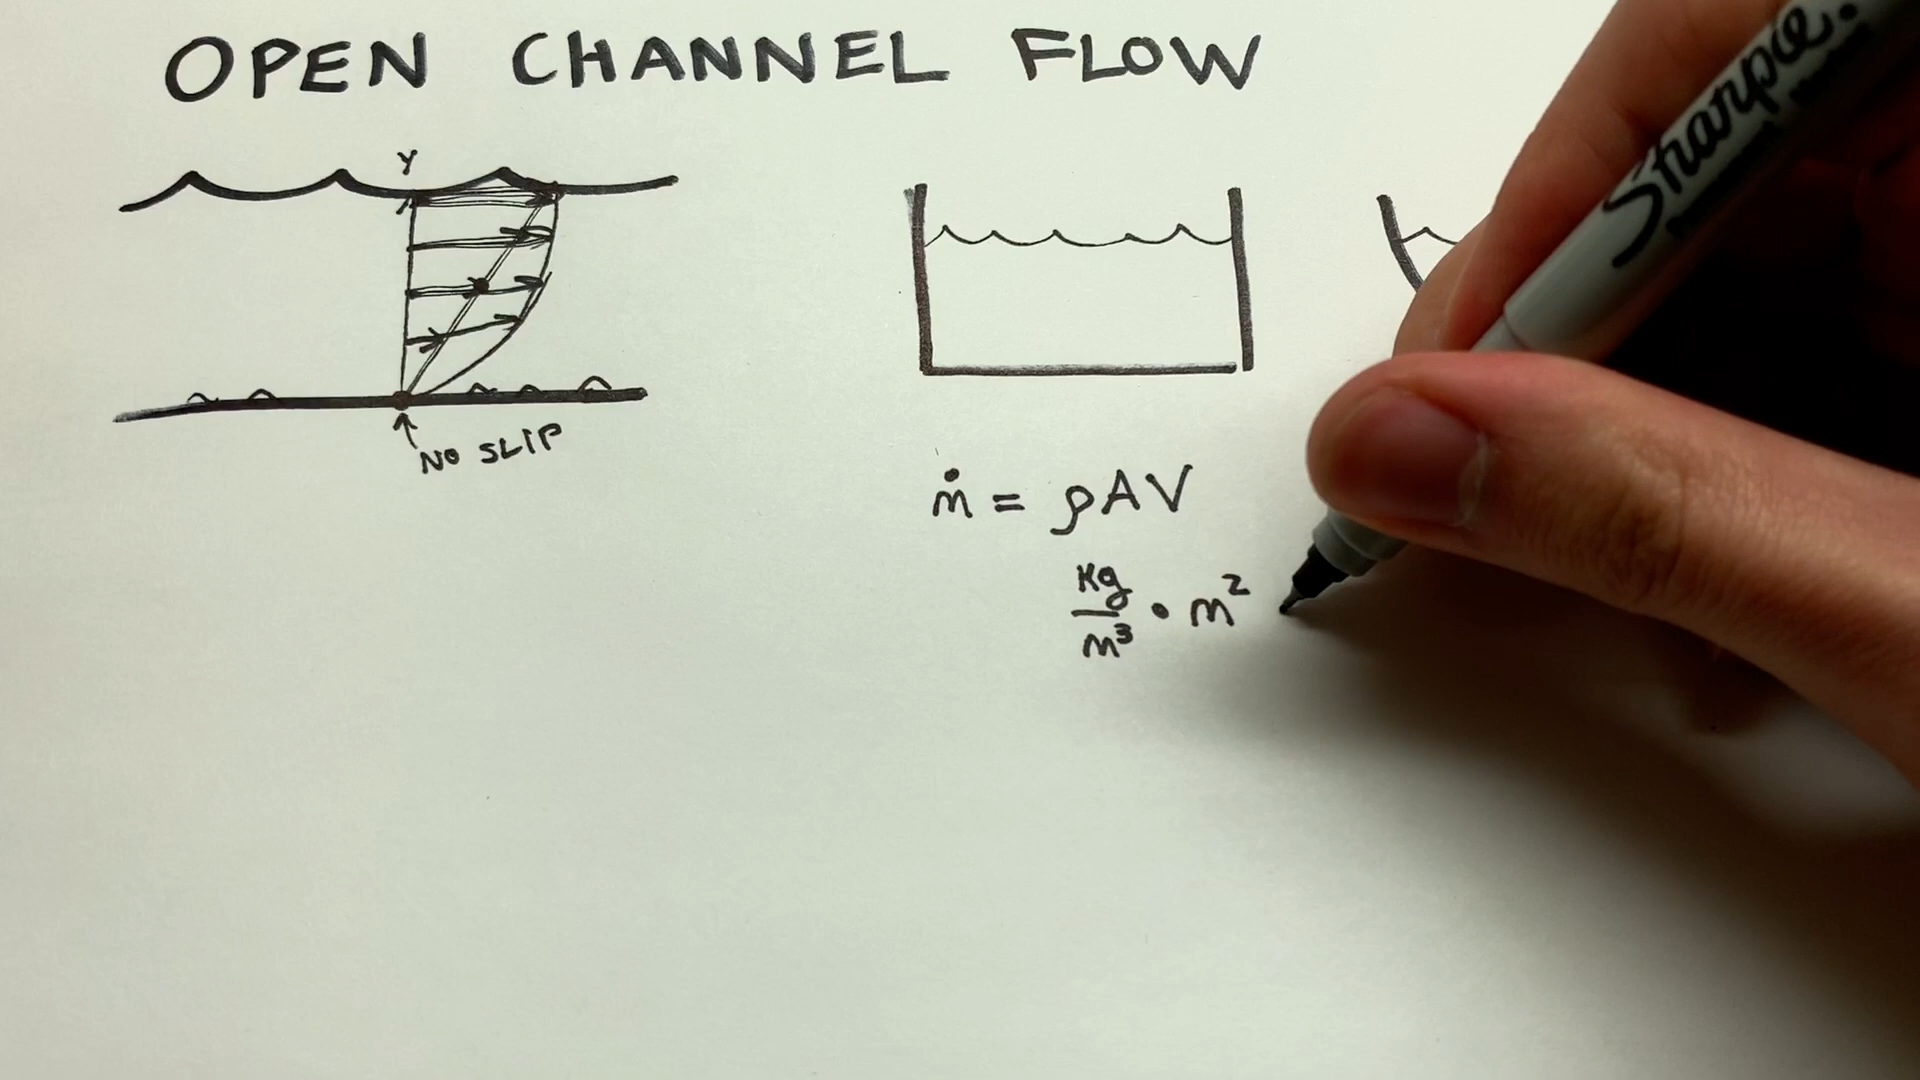 OPEN CHANNEL FLOW
Y
NO SLIP
ṁ = ρAV
Kg/m³ • m²
Sharpie.